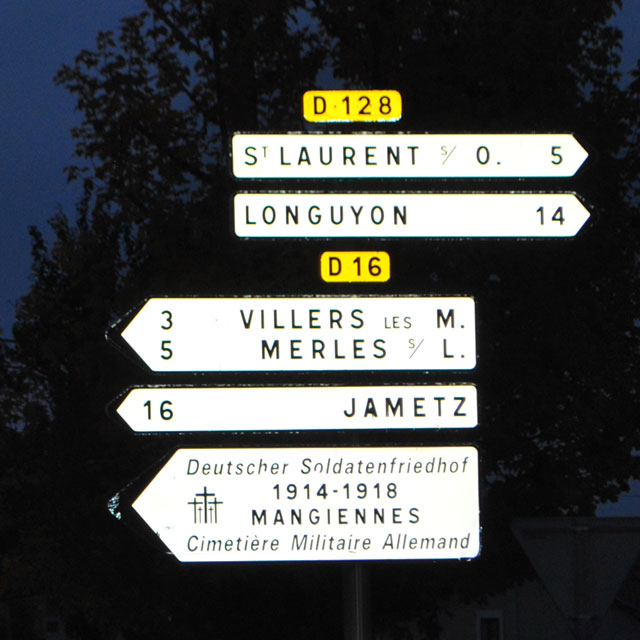 D 128
ST LAURENT S/ O. 5
LONGUYON 14
D 16
3 VILLERS LES M.
5 MERLES S/ L.
16 JAMETZ
Deutscher Soldatenfriedhof
1914-1918
MANGIENNES
Cimetière Militaire Allemand